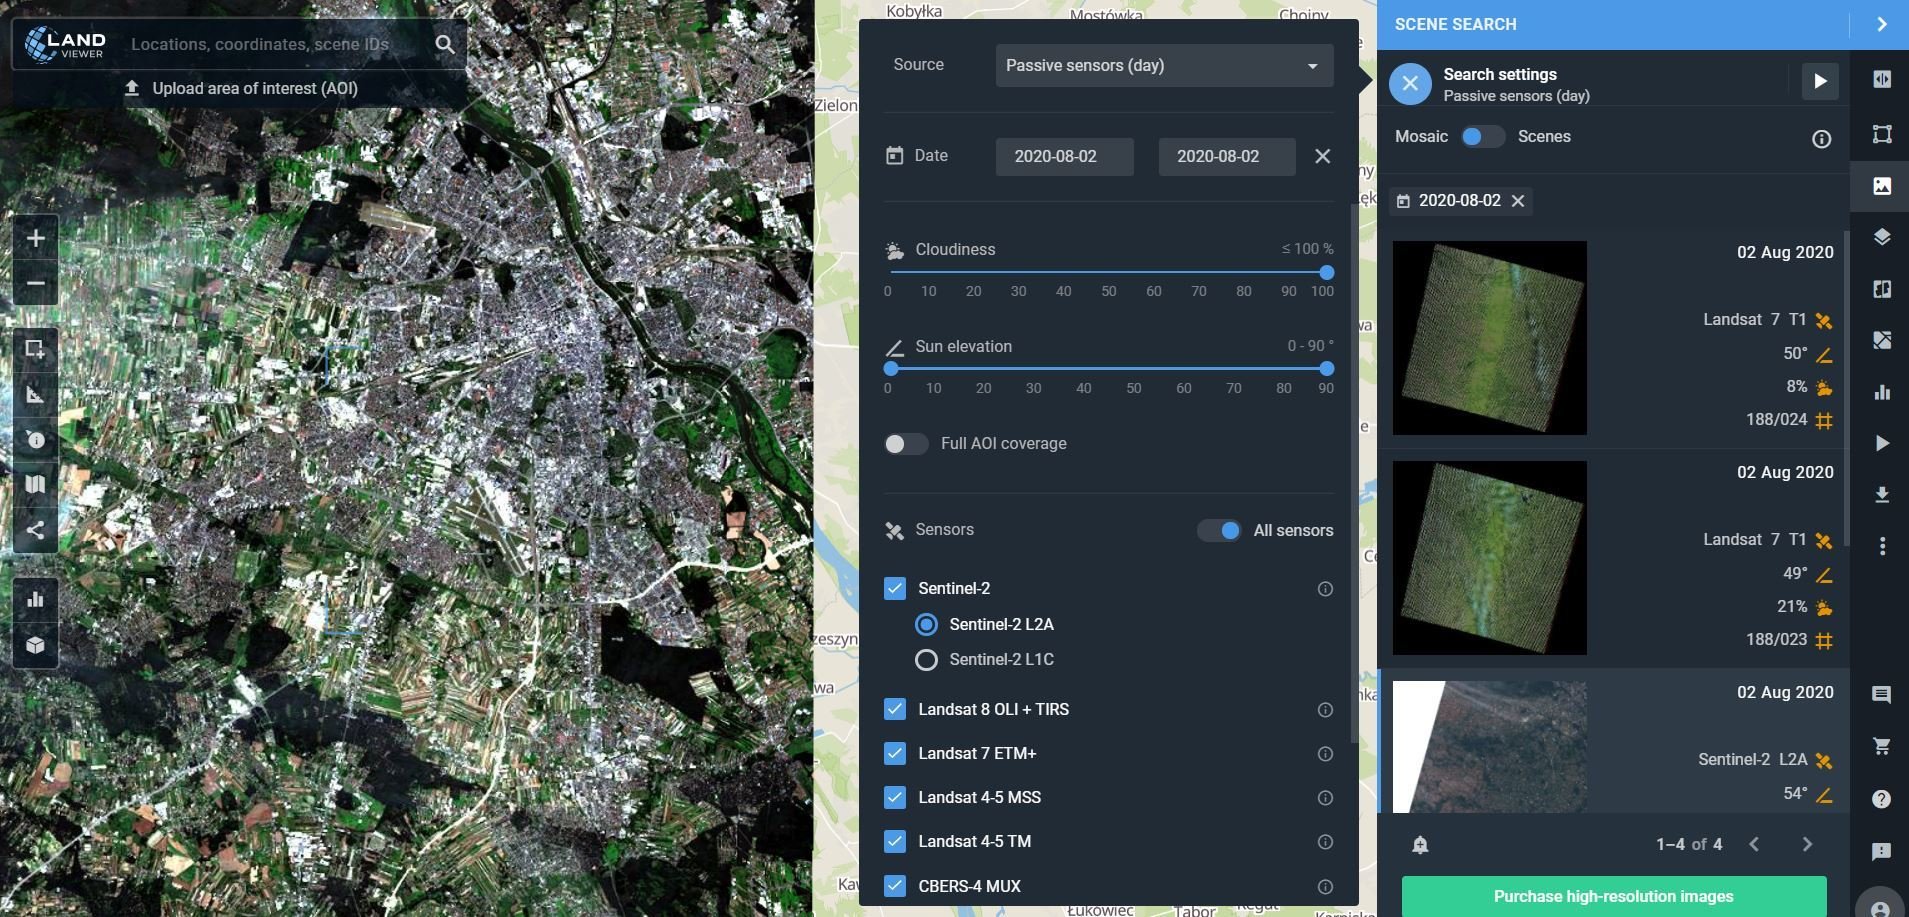 LAND
VIEWER
Locations, coordinates, scene IDs
Upload area of interest (AOI)
Kobyłka
Mostówka
Choiny
Zielon
Source
Passive sensors (day)
Date
2020-08-02
2020-08-02
Cloudiness
≤ 100 %
0 10 20 30 40 50 60 70 80 90 100
Sun elevation
0 - 90 °
0 10 20 30 40 50 60 70 80 90
Full AOI coverage
Sensors
All sensors
Sentinel-2
Sentinel-2 L2A
Sentinel-2 L1C
Landsat 8 OLI + TIRS
Landsat 7 ETM+
Landsat 4-5 MSS
Landsat 4-5 TM
CBERS-4 MUX
zeszyn
wa
Kaw
Łukowiec
Tabor
SCENE SEARCH
Search settings
Passive sensors (day)
Mosaic
Scenes
2020-08-02
02 Aug 2020
Landsat 7 T1
50°
8%
188/024
02 Aug 2020
Landsat 7 T1
49°
21%
188/023
02 Aug 2020
Sentinel-2 L2A
54°
1–4 of 4
Purchase high-resolution images